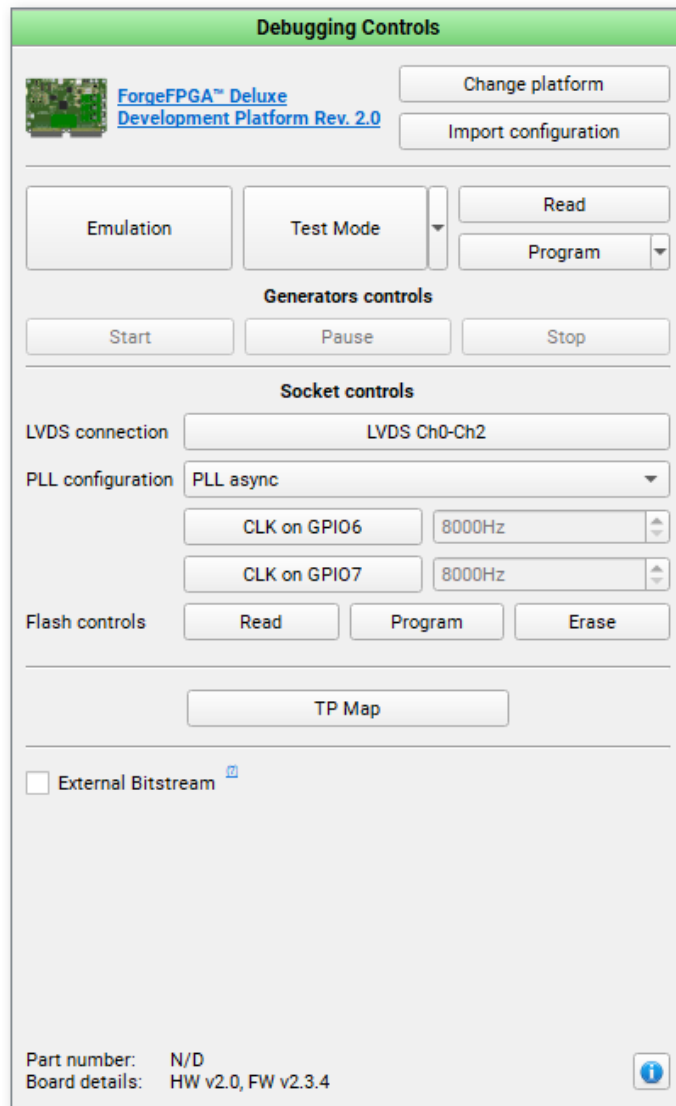 Debugging Controls
ForgeFPGA™ Deluxe
Development Platform Rev. 2.0
Change platform
Import configuration
Emulation
Test Mode
Read
Program
Generators controls
Start
Pause
Stop
Socket controls
LVDS connection
LVDS Ch0-Ch2
PLL configuration
PLL async
CLK on GPIO6
8000Hz
CLK on GPIO7
8000Hz
Flash controls
Read
Program
Erase
TP Map
External Bitstream [?]
Part number: N/D
Board details: HW v2.0, FW v2.3.4